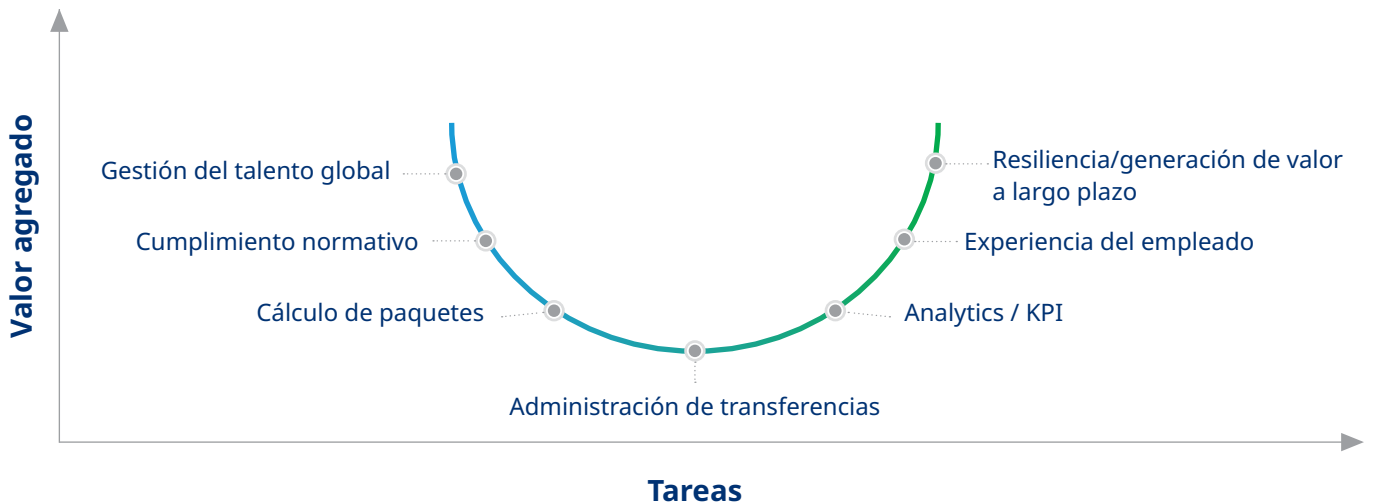 Valor agregado
Gestión del talento global
Cumplimiento normativo
Cálculo de paquetes
Administración de transferencias
Analytics / KPI
Experiencia del empleado
Resiliencia/generación de valor
a largo plazo
Tareas